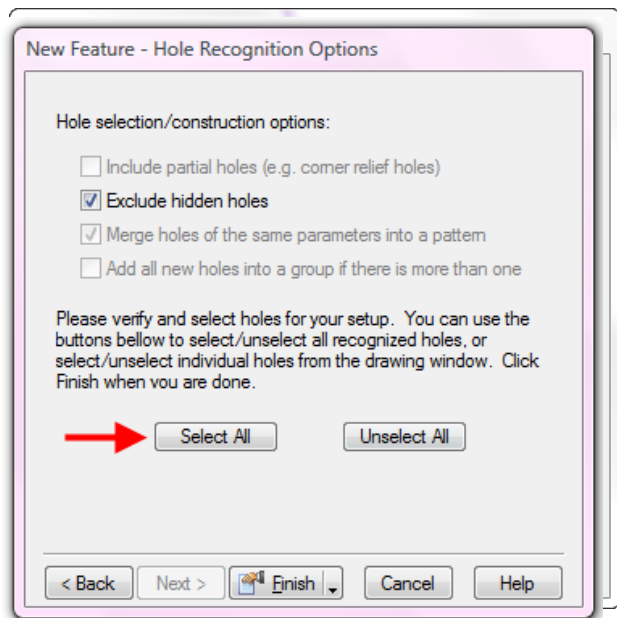 New Feature - Hole Recognition Options
Hole selection/construction options:
Include partial holes (e.g. corner relief holes)
Exclude hidden holes
Merge holes of the same parameters into a pattern
Add all new holes into a group if there is more than one
Please verify and select holes for your setup. You can use the
buttons bellow to select/unselect all recognized holes, or
select/unselect individual holes from the drawing window. Click
Finish when you are done.
Select All Unselect All
< Back Next > Finish Cancel Help